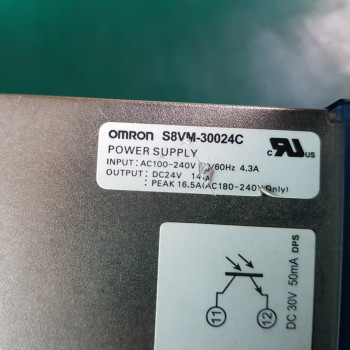 OMRON S8VM-30024C
POWER SUPPLY
INPUT: AC100-240V /60Hz 4.3A
OUTPUT: DC24V 14
PEAK 16.5A(AC180-240V Only)
C US
11
12
DC 30V 50mA DPS